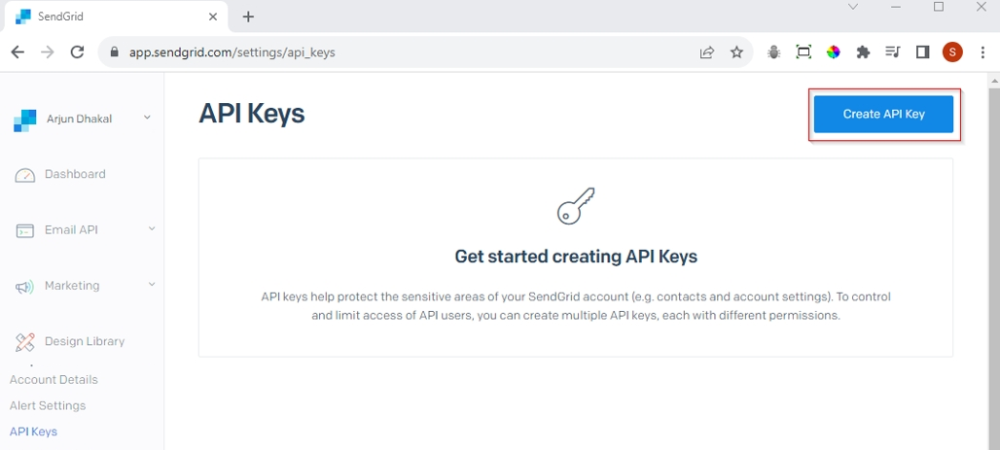 SendGrid
app.sendgrid.com/settings/api_keys
S
Arjun Dhakal
Dashboard
Email API
Marketing
Design Library
Account Details
Alert Settings
API Keys
API Keys
Create API Key
Get started creating API Keys
API keys help protect the sensitive areas of your SendGrid account (e.g. contacts and account settings). To control
and limit access of API users, you can create multiple API keys, each with different permissions.